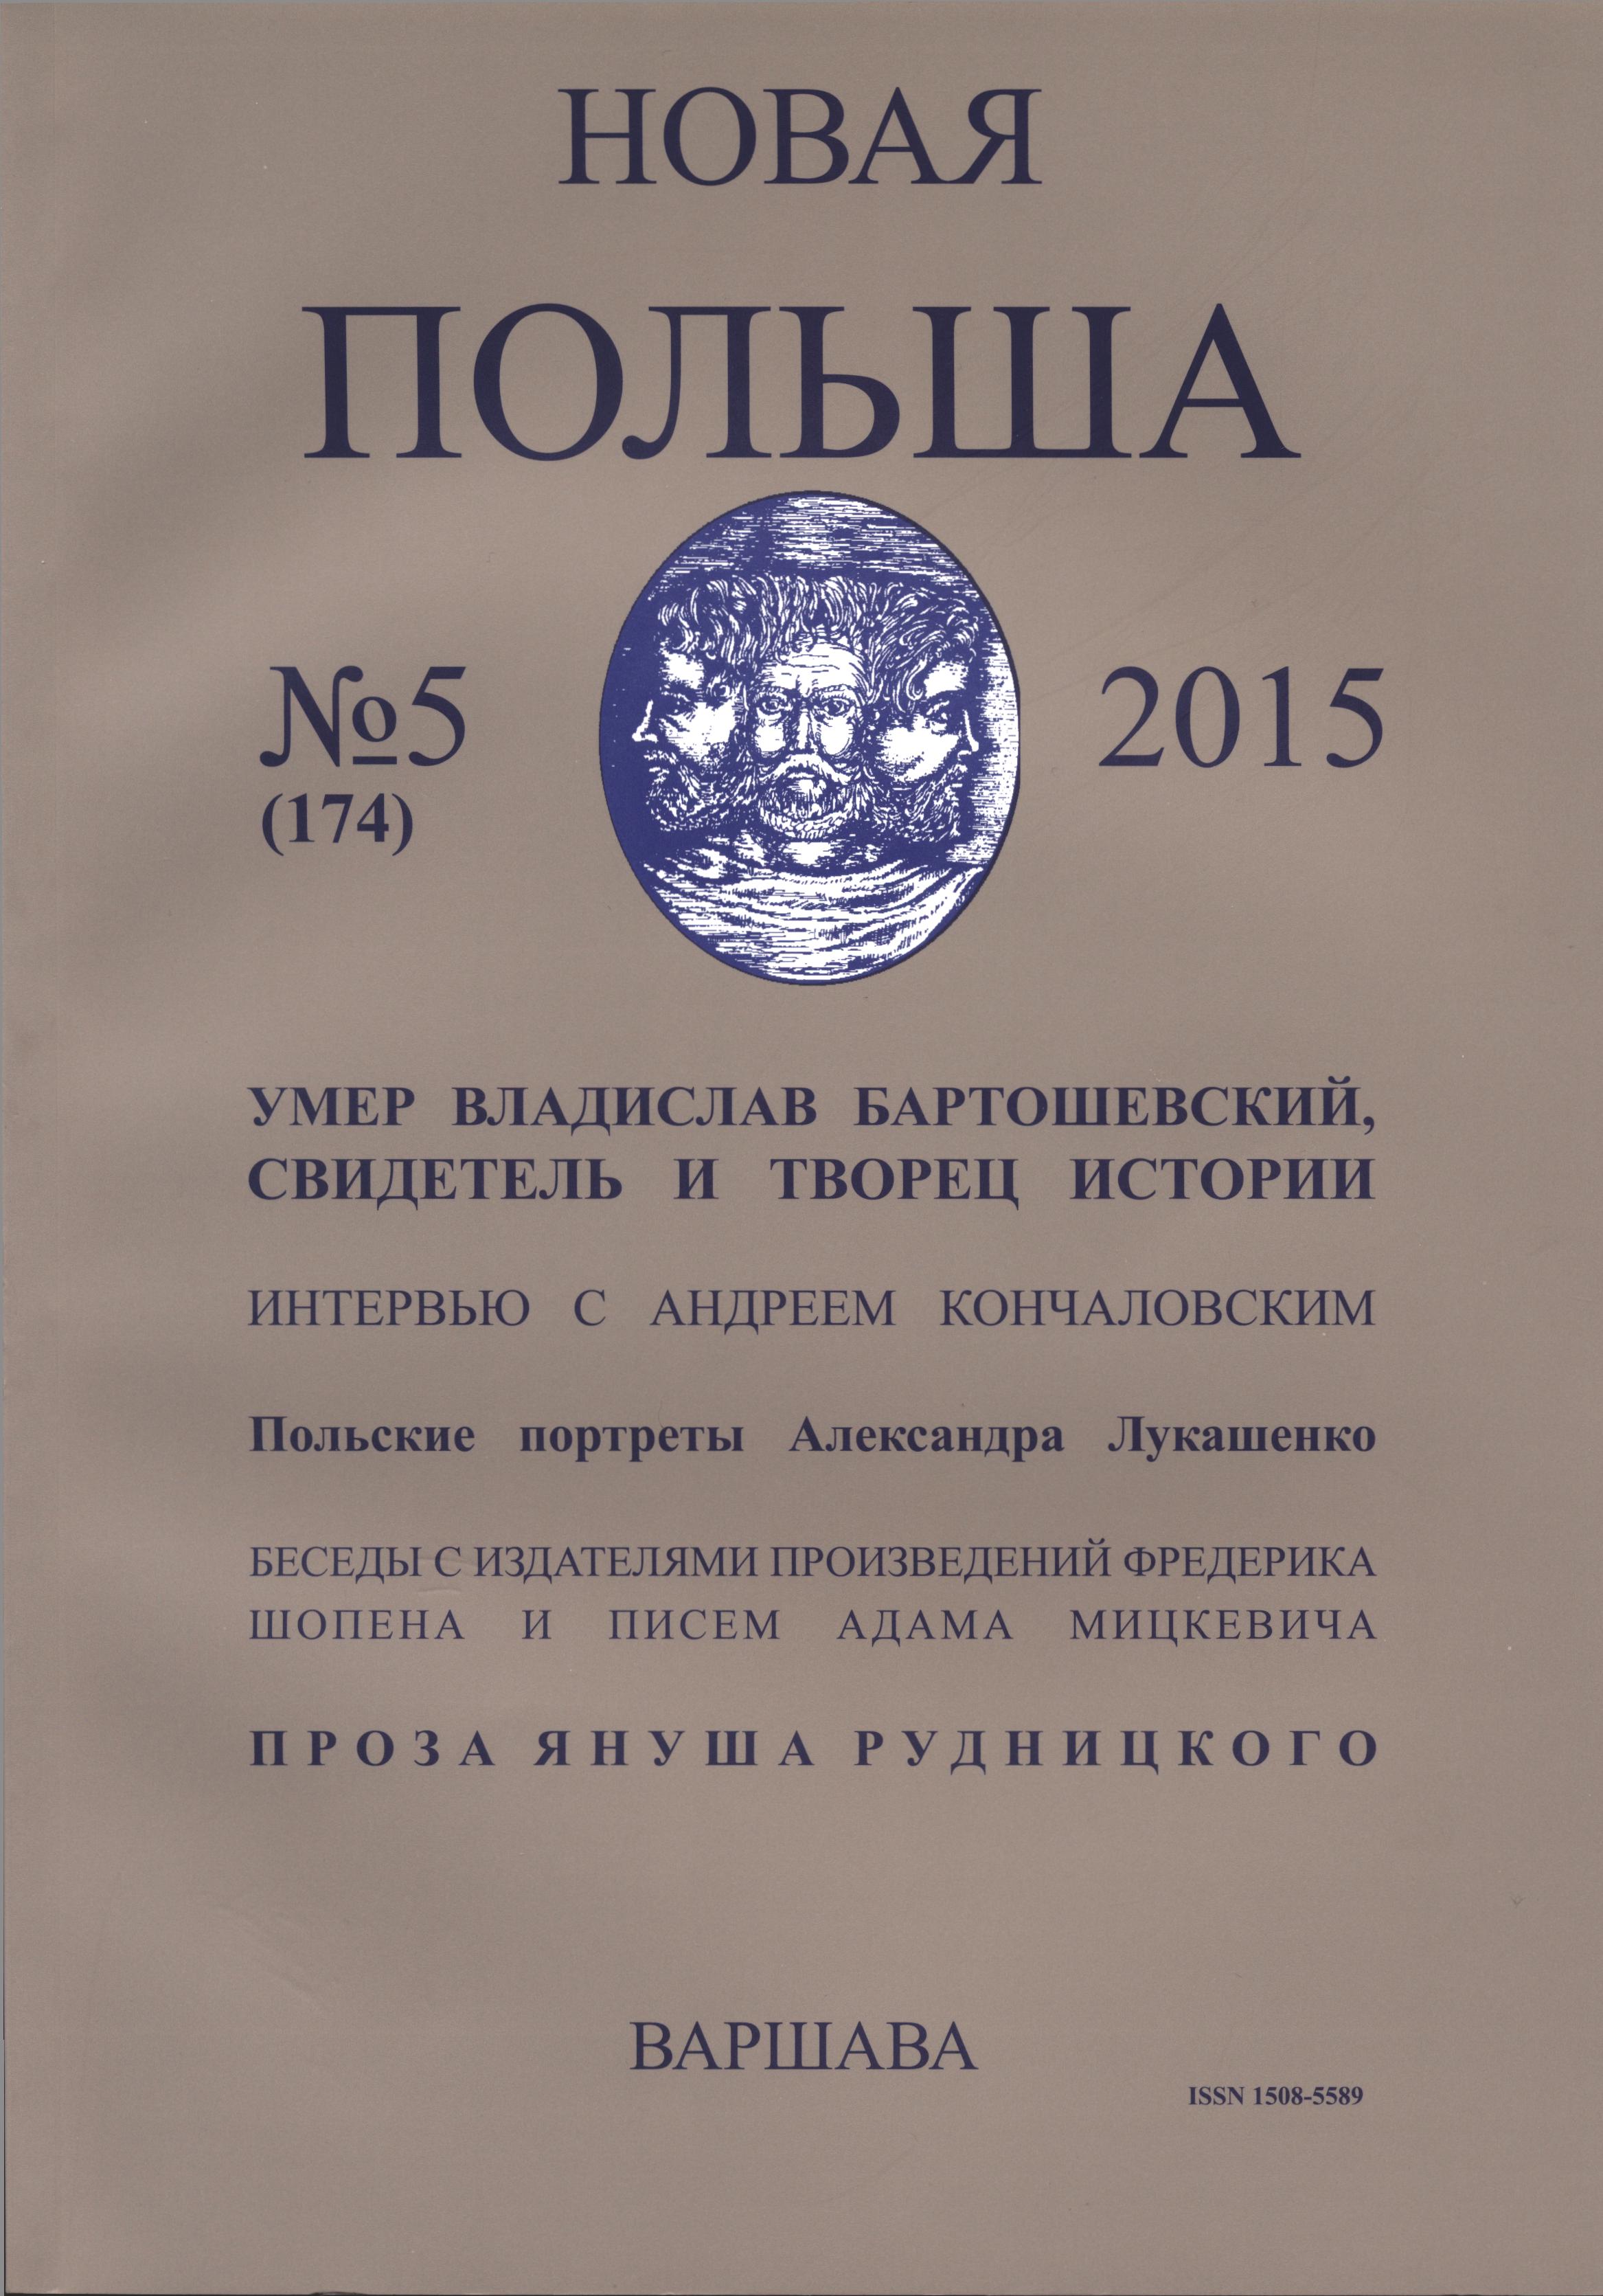 НОВАЯ
ПОЛЬША
№5
(174)
2015
УМЕР ВЛАДИСЛАВ БАРТОШЕВСКИЙ,
СВИДЕТЕЛЬ И ТВОРЕЦ ИСТОРИИ
ИНТЕРВЬЮ С АНДРЕЕМ КОНЧАЛОВСКИМ
Польские портреты Александра Лукашенко
БЕСЕДЫ С ИЗДАТЕЛЯМИ ПРОИЗВЕДЕНИЙ ФРЕДЕРИКА
ШОПЕНА И ПИСЕМ АДАМА МИЦКЕВИЧА
ПРОЗА ЯНУША РУДНИЦКОГО
ВАРШАВА
ISSN 1508-5589